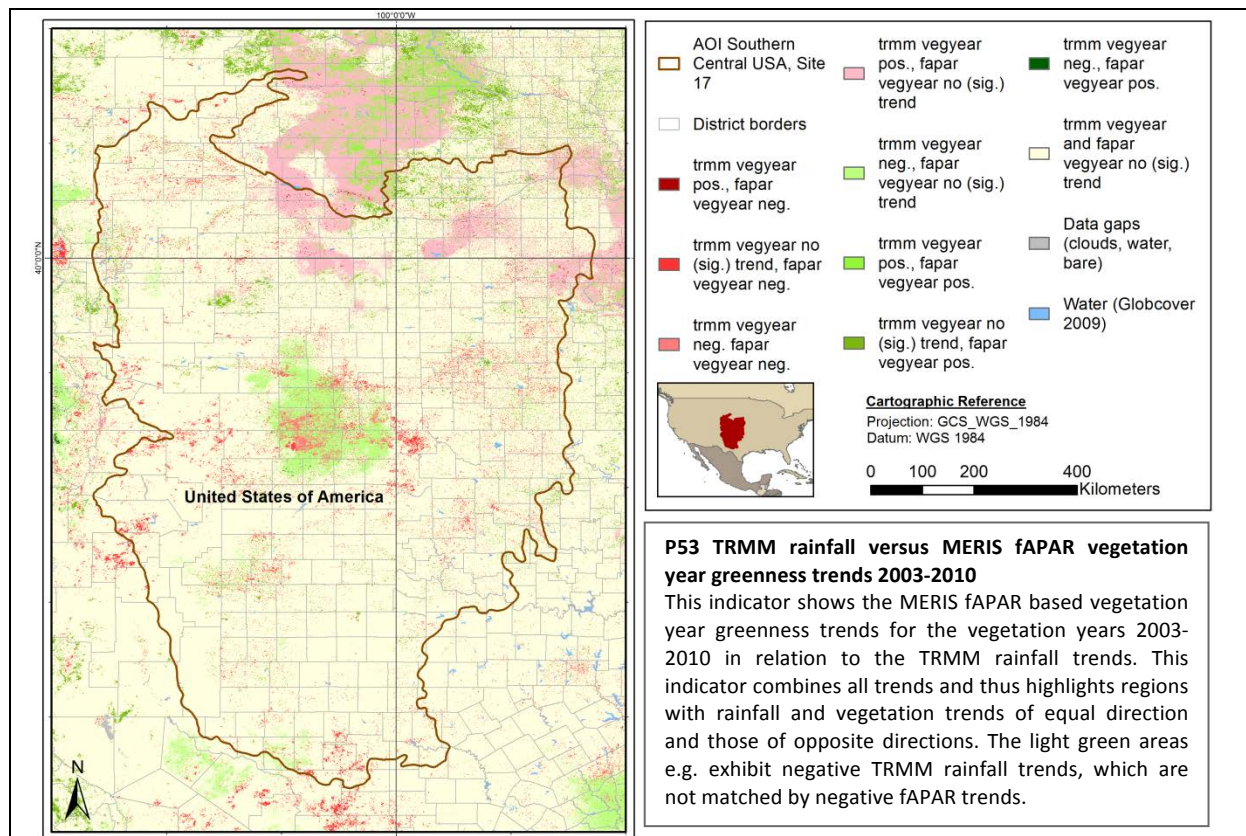 100°0'0"W
40°0'0"N
40°0'0"N
United States of America
N
100°0'0"W
AOI Southern
Central USA, Site
17
District borders
trmm vegyear
pos., fapar
vegyear neg.
trmm vegyear no
(sig.) trend, fapar
vegyear neg.
trmm vegyear
neg. fapar
vegyear neg.
trmm vegyear
pos., fapar
vegyear no (sig.)
trend
trmm vegyear
neg., fapar
vegyear no (sig.)
trend
trmm vegyear
pos., fapar
vegyear pos.
trmm vegyear no
(sig.) trend, fapar
vegyear pos.
trmm vegyear
neg., fapar
vegyear pos.
trmm vegyear
and fapar
vegyear no (sig.)
trend
Data gaps
(clouds, water,
bare)
Water (Globcover
2009)
Cartographic Reference
Projection: GCS_WGS_1984
Datum: WGS 1984
0 100 200 400
Kilometers
P53 TRMM rainfall versus MERIS fAPAR vegetation
year greenness trends 2003-2010
This indicator shows the MERIS fAPAR based vegetation
year greenness trends for the vegetation years 2003-
2010 in relation to the TRMM rainfall trends. This
indicator combines all trends and thus highlights regions
with rainfall and vegetation trends of equal direction
and those of opposite directions. The light green areas
e.g. exhibit negative TRMM rainfall trends, which are
not matched by negative fAPAR trends.